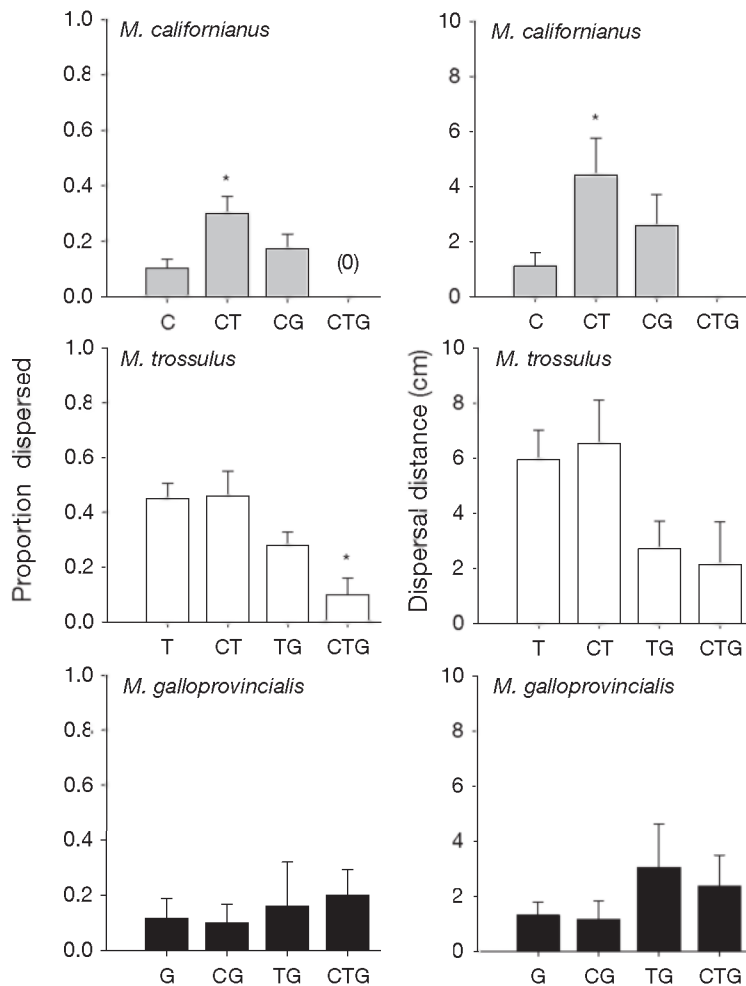 Proportion dispersed
M. californianus
1.0
0.8
0.6
0.4
0.2
0.0
*
(0)
C CT CG CTG
M. trossulus
1.0
0.8
0.6
0.4
0.2
0.0
*
T CT TG CTG
M. galloprovincialis
1.0
0.8
0.6
0.4
0.2
0.0
G CG TG CTG
Dispersal distance (cm)
M. californianus
10
8
6
4
2
0
*
C CT CG CTG
M. trossulus
10
8
6
4
2
0
T CT TG CTG
M. galloprovincialis
10
8
6
4
2
0
G CG TG CTG